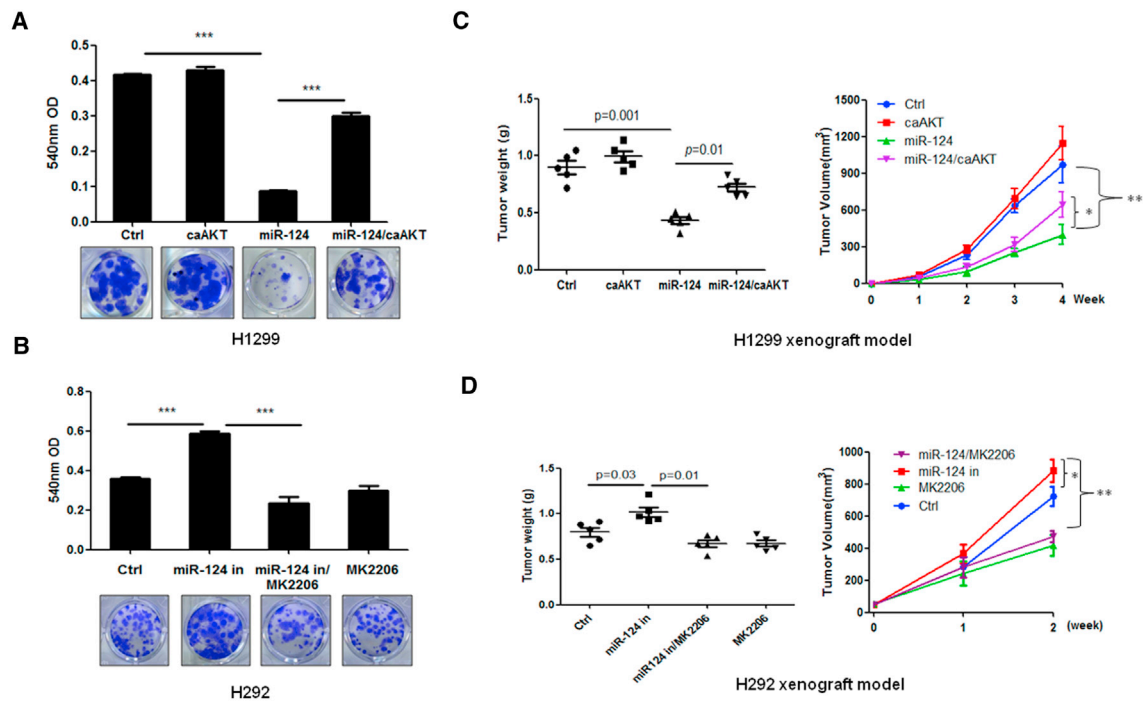 A
***
***
0.5
0.4
0.3
0.2
0.1
0.0
540nm OD
Ctrl caAKT miR-124 miR-124/caAKT
H1299
B
***
***
0.8
0.6
0.4
0.2
0.0
540nm OD
Ctrl miR-124 in miR-124 in/ MK2206
MK2206
H292
C
1.5
1.0
0.5
0.0
Tumor weight (g)
p=0.001
p=0.01
Ctrl caAKT miR-124 miR-124/caAKT
1500
1200
900
600
300
0
Tumor Volume(mm3)
Ctrl
caAKT
miR-124
miR-124/caAKT
*
**
0 1 2 3 4 Week
H1299 xenograft model
D
1.5
1.0
0.5
0.0
Tumor weight (g)
p=0.03 p=0.01
Ctrl
miR-124 in
miR124 in/MK2206
MK2206
1000
800
600
400
200
0
Tumor Volume(mm3)
miR-124/MK2206
miR-124 in
MK2206
Ctrl
*
**
0 1 2 (week)
H292 xenograft model